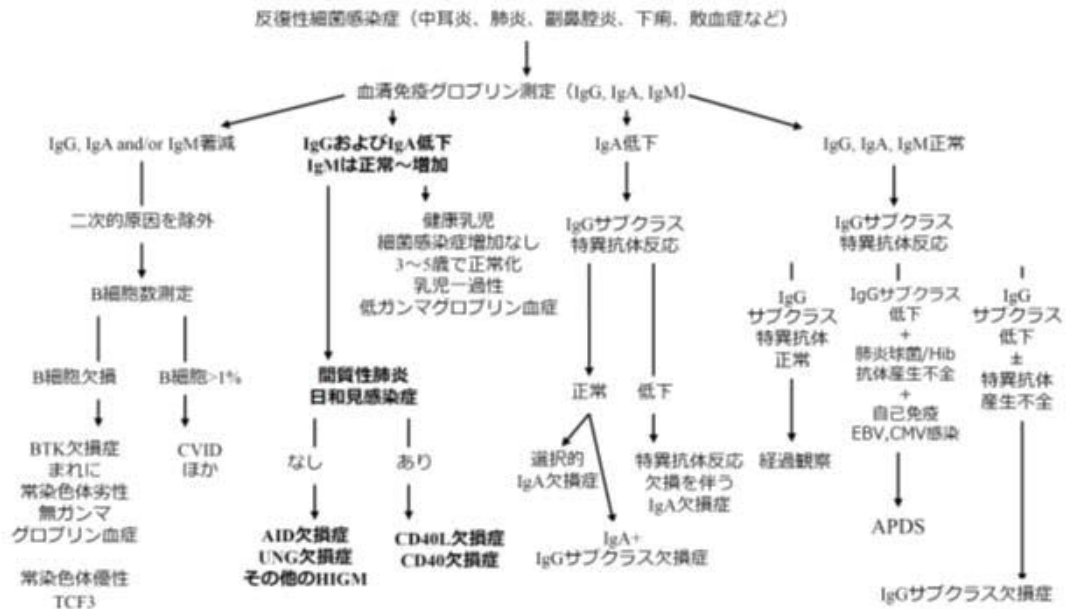 反復性細菌感染症（中耳炎、肺炎、副鼻腔炎、下痢、敗血症など）
血清免疫グロブリン測定（IgG, IgA, IgM）
IgG, IgA and/or IgM著減
二次的原因を除外
B細胞数測定
B細胞欠損
B細胞>1%
BTK欠損症
まれに
常染色体劣性
無ガンマ
グロブリン血症
常染色体優性
TCF3
CVID
ほか
IgGおよびIgA低下
IgMは正常～増加
健康乳児
細菌感染症増加なし
3～5歳で正常化
乳児一過性
低ガンマグロブリン血症
間質性肺炎
日和見感染症
なし
あり
AID欠損症
UNG欠損症
その他のHIGM
CD40L欠損症
CD40欠損症
IgA低下
IgGサブクラス
特異抗体反応
正常
低下
選択的
IgA欠損症
IgA+
IgGサブクラス欠損症
特異抗体反応
欠損を伴う
IgA欠損症
IgG, IgA, IgM正常
IgGサブクラス
特異抗体反応
IgG
サブクラス
特異抗体
正常
経過観察
IgGサブクラス
低下
+
肺炎球菌/Hib
抗体産生不全
+
自己免疫
EBV,CMV感染
APDS
IgG
サブクラス
低下
±
特異抗体
産生不全
IgGサブクラス欠損症